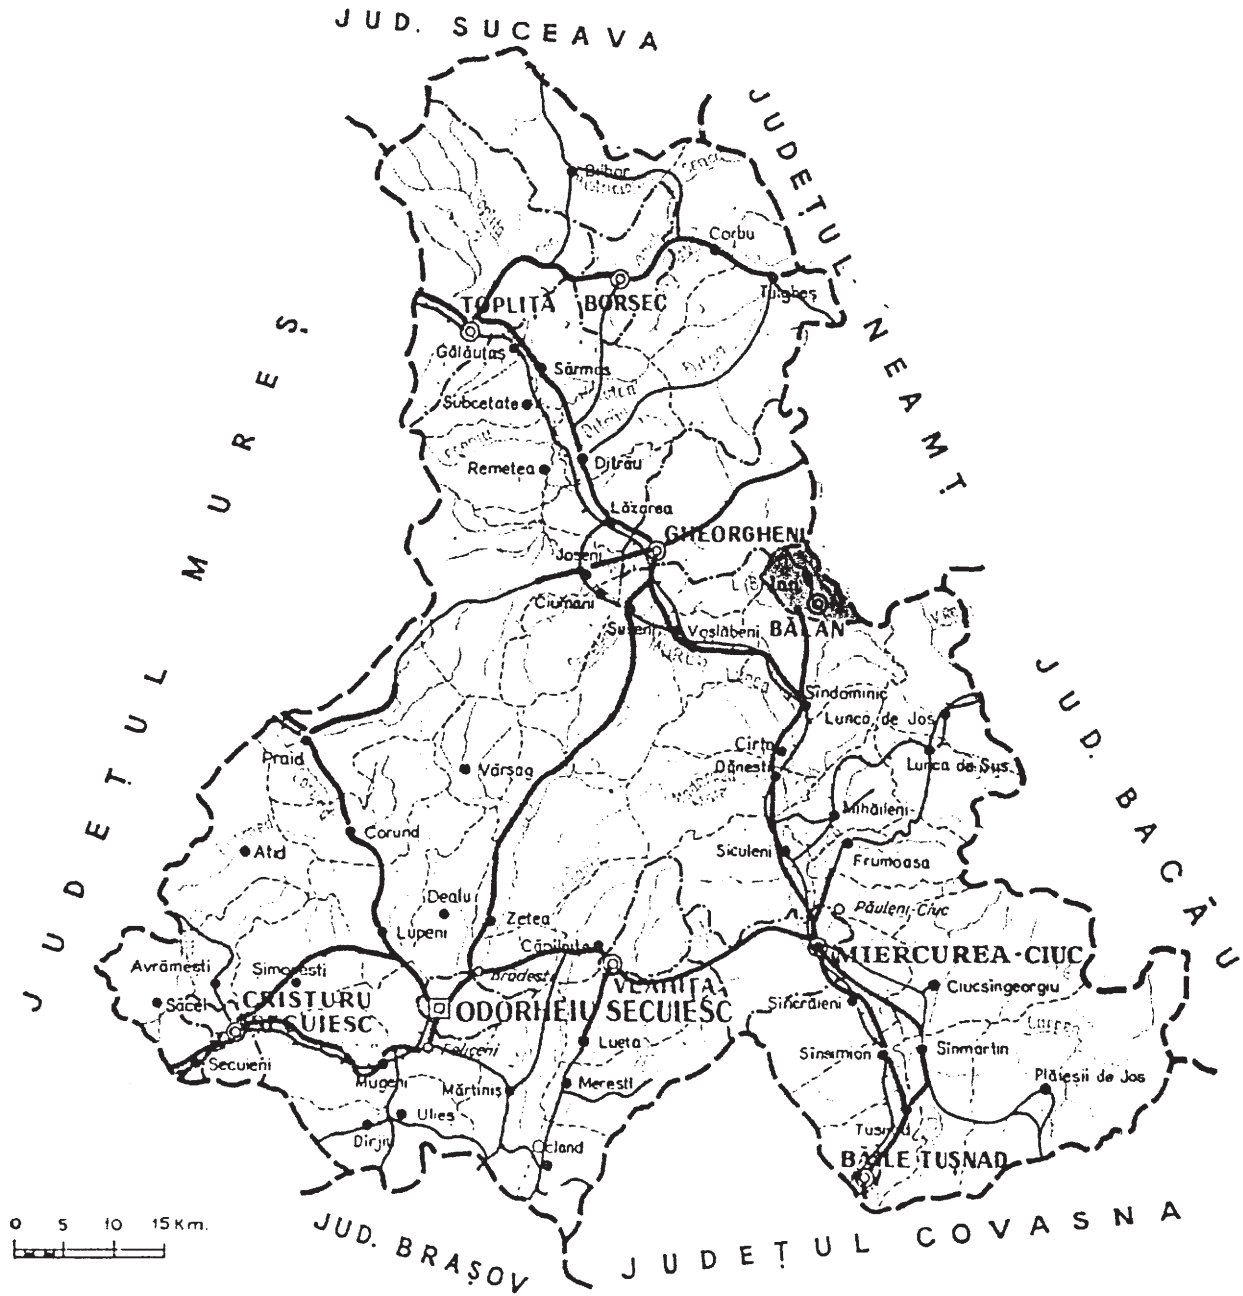 JUD. SUCEAVA
JUDEȚUL NEAMȚ
JUDEȚUL MUREȘ
Bilbor
Corbu
Tulgheș
TOPLIȚA
BORSEC
Gălăuțaș
Sărmaș
Subcetate
Remetea
Ditrău
Lăzarea
GHEORGHENI
Joseni
Ciumani
Suseni
Voslăbeni
BĂLAN
MUREȘ
Sîndominic
Lunca de Jos
Cîrța
Lunca de Sus
Dănești
Praid
Vărșag
Mihăileni
Corund
Siculeni
Frumoasa
Atid
Dealu
Zetea
Păuleni-Ciuc
Lupeni
Căpîlnița
MIERCUREA-CIUC
Avrămești
Șimonești
Brădești
VLĂHIȚA
Ciucsîngeorgiu
Săcel
CRISTURU
SECUIESC
ODORHEIU SECUIESC
Sîncrăieni
Secuieni
Feliceni
Lueta
Sînsimion
Sînmartin
Mugeni
Mărtiniș
Merești
Plăieșii de Jos
Ulieș
Dîrjiu
Ocland
Tușnad
BĂILE TUȘNAD
JUD. BACĂU
0 5 10 15 Km.
JUD. BRAȘOV
JUDEȚUL COVASNA